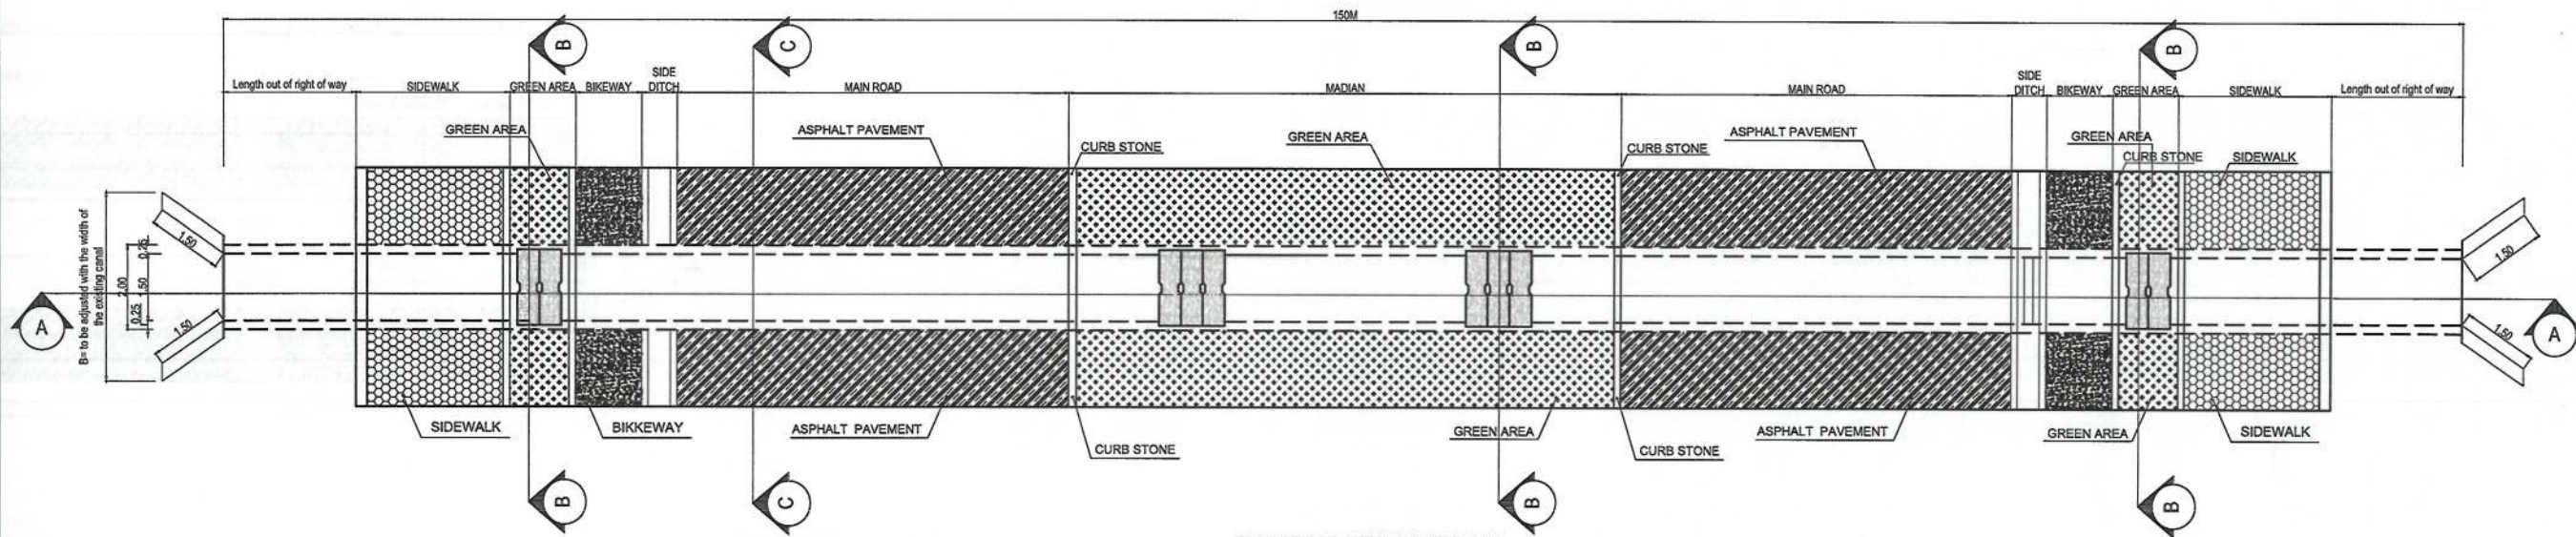 150M
B
C
B
B
Length out of right of way
SIDEWALK
GREEN AREA
BIKEWAY
SIDE
DITCH
MAIN ROAD
MADIAN
MAIN ROAD
SIDE
DITCH
BIKEWAY
GREEN AREA
SIDEWALK
Length out of right of way
GREEN AREA
ASPHALT PAVEMENT
CURB STONE
GREEN AREA
CURB STONE
ASPHALT PAVEMENT
GREEN AREA
CURB STONE
SIDEWALK
B= to be adjusted with the width of
the existing canal
2.00
0.25
1.50
0.25
1.50
1.50
1.50
1.50
A
A
SIDEWALK
BIKKEWAY
ASPHALT PAVEMENT
CURB STONE
GREEN AREA
CURB STONE
ASPHALT PAVEMENT
GREEN AREA
SIDEWALK
B
C
B
B